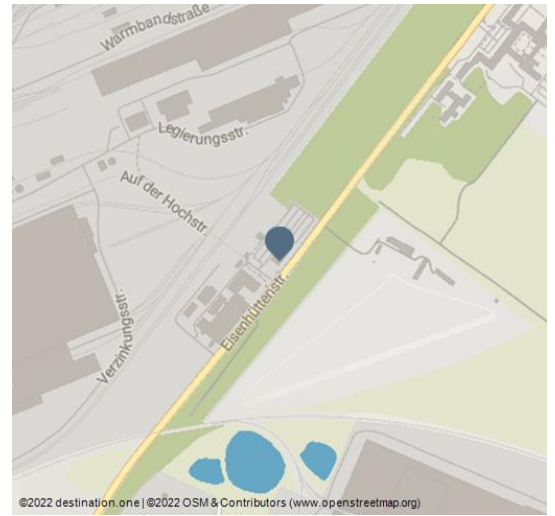 Warmbandstraße
Legierungsstr.
Auf der Hochstr.
Verzinkungsstr.
Eisenhüttenstr.
©2022 destination.one | ©2022 OSM & Contributors (www.openstreetmap.org)